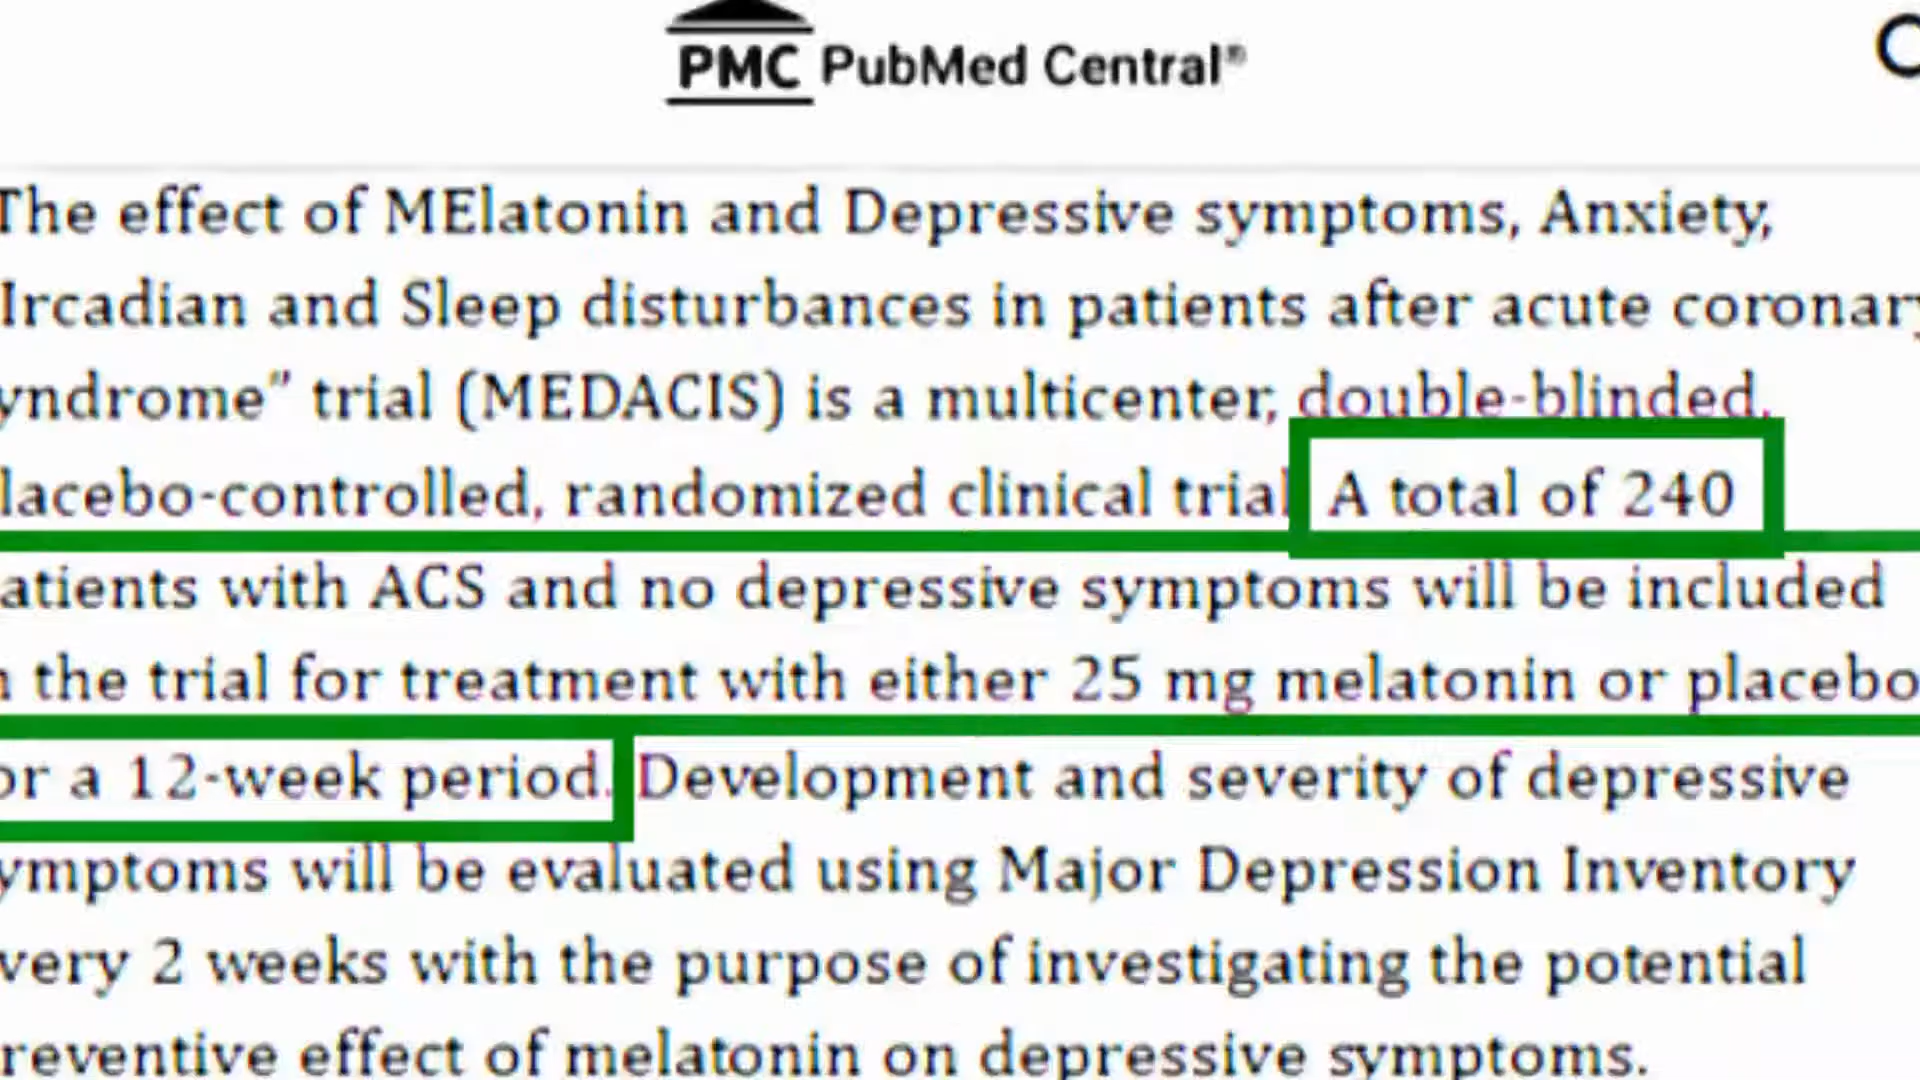 PMC PubMed Central®
The effect of MElatonin and Depressive symptoms, Anxiety,
Ircadian and Sleep disturbances in patients after acute coronary
yndrome” trial (MEDACIS) is a multicenter, double-blinded,
lacebo-controlled, randomized clinical trial A total of 240
atients with ACS and no depressive symptoms will be included
n the trial for treatment with either 25 mg melatonin or placebo
or a 12-week period. Development and severity of depressive
ymptoms will be evaluated using Major Depression Inventory
very 2 weeks with the purpose of investigating the potential
reventive effect of melatonin on depressive symptoms.